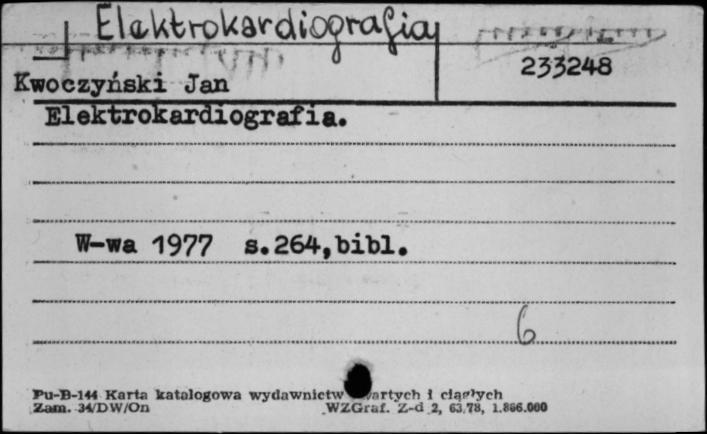 Elektrokardiografia
233248
Kwoczyński Jan
Elektrokardiografia.
W-wa 1977 s.264,bibl.
6
Pu-B-144 Karta katalogowa wydawnictw i ciągłych
Zam. 34/DW/On WZGraf. Z-d 2, 63.78, 1.866.000